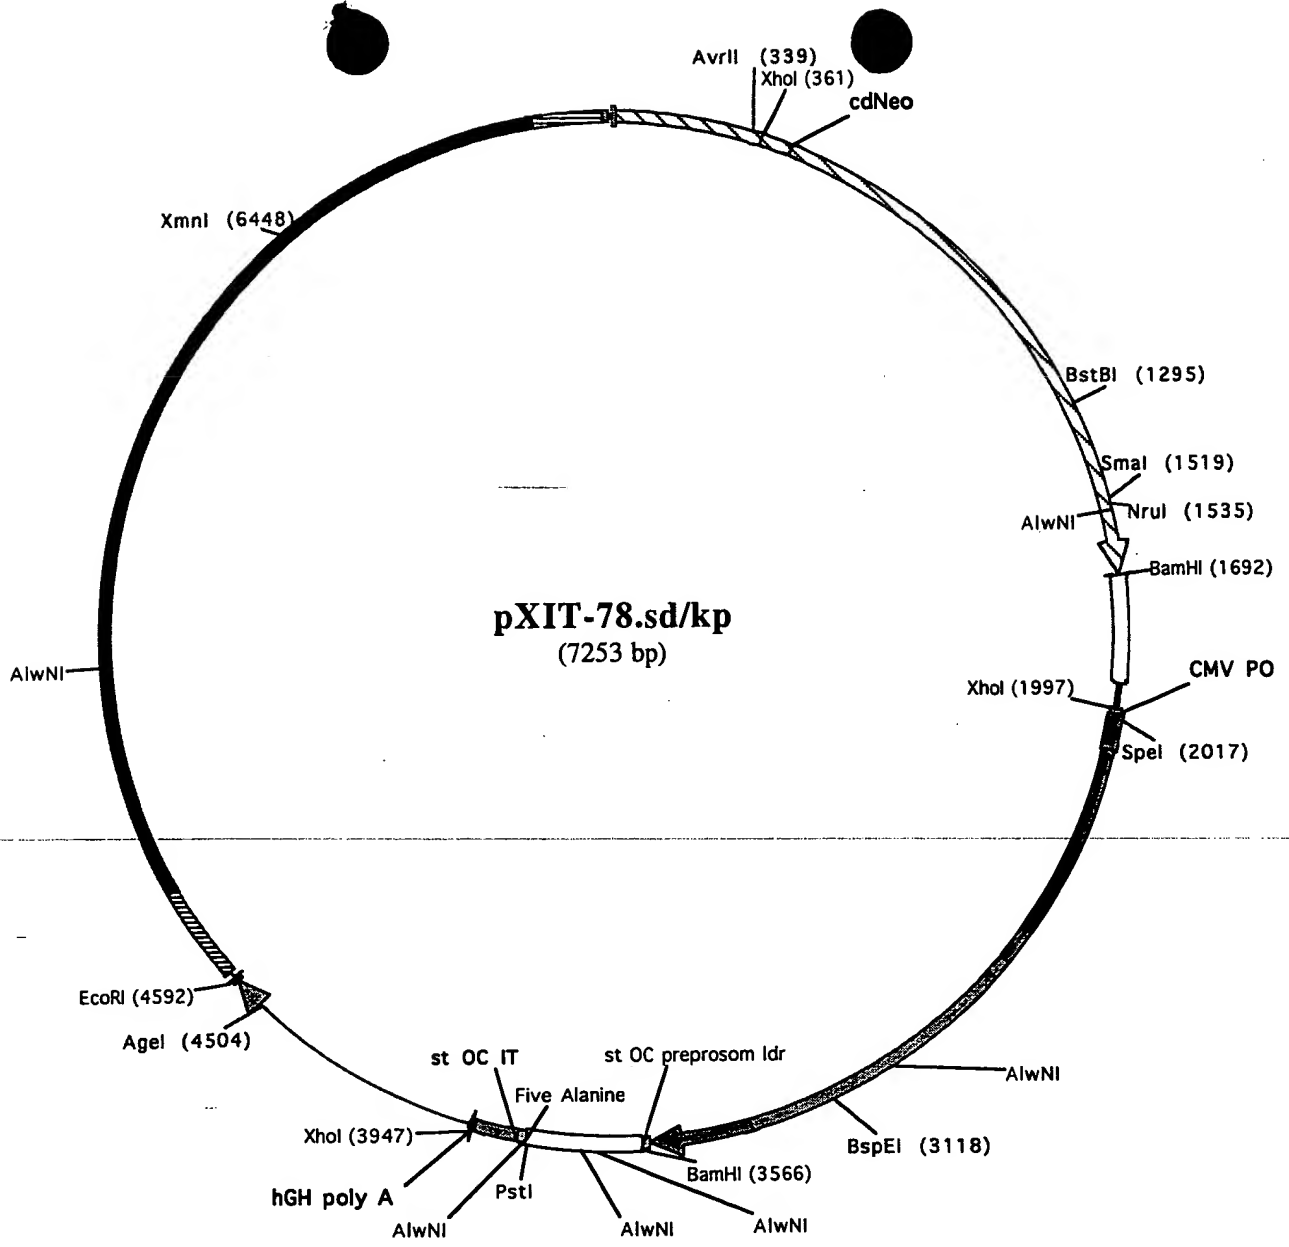 AvrII (339)
XhoI (361)
cdNeo
XmnI (6448)
BstBI (1295)
SmaI (1519)
NruI (1535)
AlwNI
BamHI (1692)
pXIT-78.sd/kp
(7253 bp)
AlwNI
XhoI (1997)
CMV PO
SpeI (2017)
EcoRI (4592)
AgeI (4504)
st OC IT
st OC preprosom ldr
Five Alanine
AlwNI
XhoI (3947)
BspEI (3118)
BamHI (3566)
hGH poly A
PstI
AlwNI
AlwNI
AlwNI